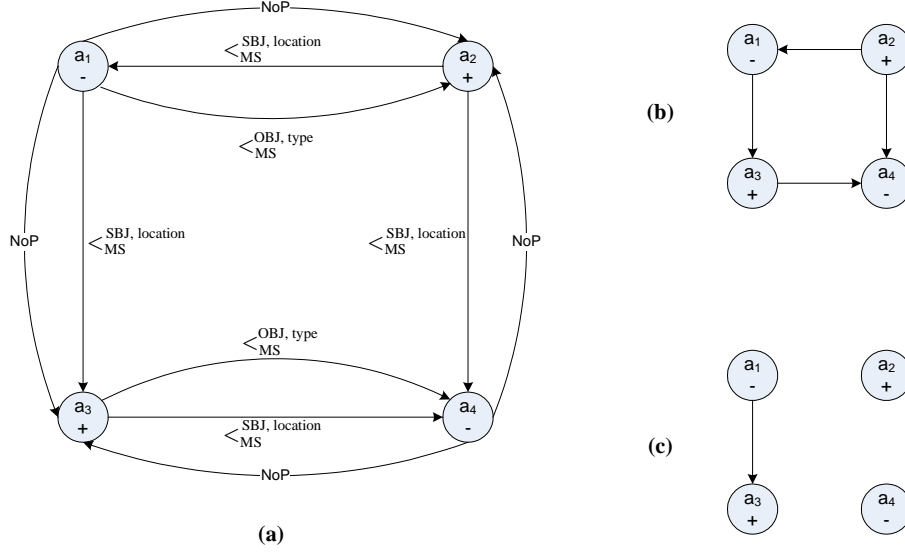 NoP
a1
-
<SBJ, location
MS
a2
+
<OBJ, type
MS
NoP
<SBJ, location
MS
<SBJ, location
MS
NoP
<OBJ, type
MS
a3
+
a4
-
<SBJ, location
MS
NoP
(a)
a1
-
a2
+
(b)
a3
+
a4
-
a1
-
a2
+
(c)
a3
+
a4
-